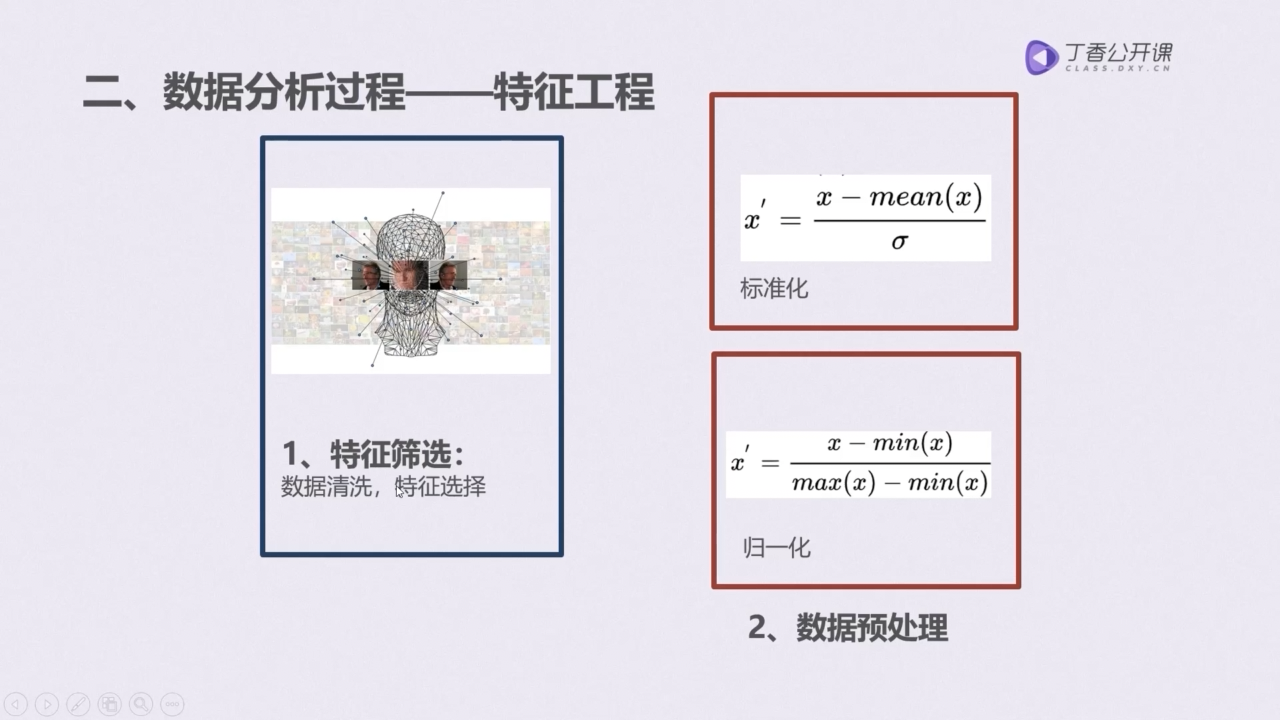 丁香公开课
CLASS.DXY.CN
二、数据分析过程——特征工程
1、特征筛选：
数据清洗，特征选择
x' = \frac{x - mean(x)}{σ}
标准化
x' = \frac{x - min(x)}{max(x) - min(x)}
归一化
2、数据预处理